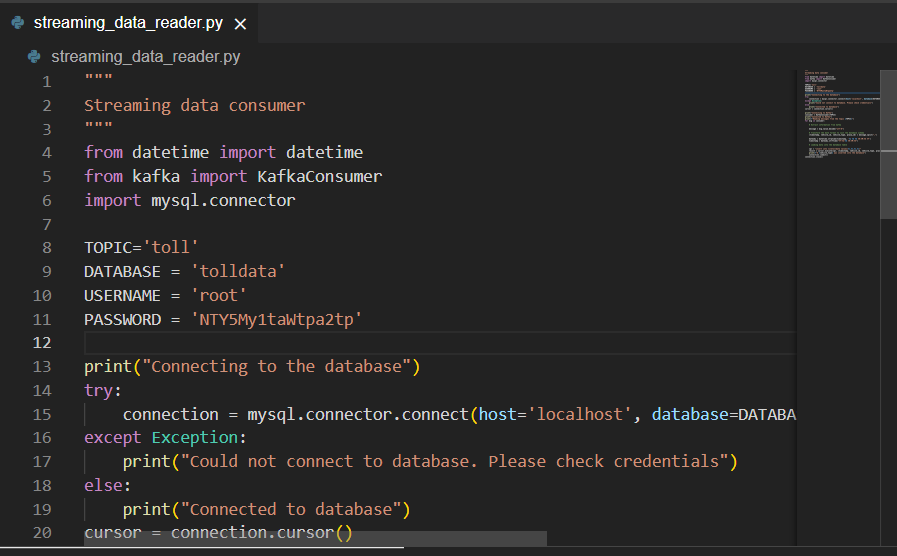 streaming_data_reader.py
streaming_data_reader.py
1 """
2 Streaming data consumer
3 """
4 from datetime import datetime
5 from kafka import KafkaConsumer
6 import mysql.connector
7
8 TOPIC='toll'
9 DATABASE = 'tolldata'
10 USERNAME = 'root'
11 PASSWORD = 'NTY5My1taWtpa2tp'
12
13 print("Connecting to the database")
14 try:
15     connection = mysql.connector.connect(host='localhost', database=DATABA
16 except Exception:
17     print("Could not connect to database. Please check credentials")
18 else:
19     print("Connected to database")
20 cursor = connection.cursor()